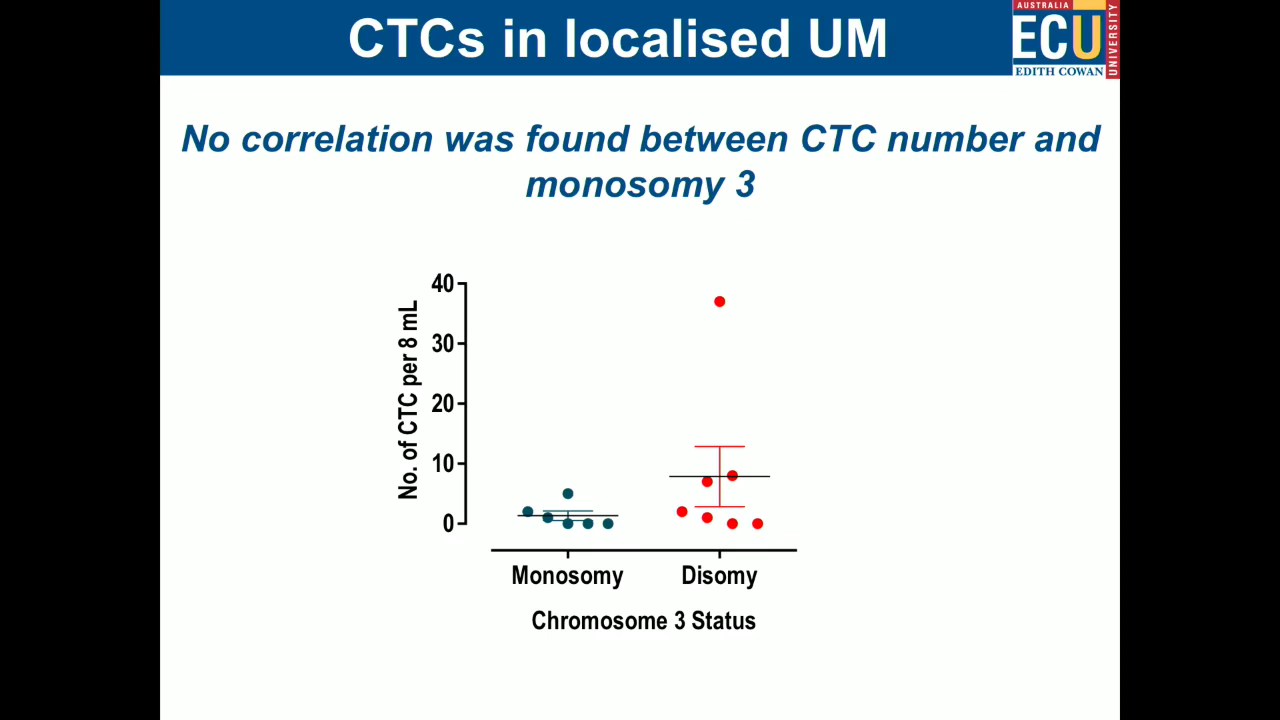 CTCs in localised UM
AUSTRALIA
ECU
EDITH COWAN
UNIVERSITY
No correlation was found between CTC number and
monosomy 3
No. of CTC per 8 mL
40
30
20
10
0
Monosomy
Disomy
Chromosome 3 Status